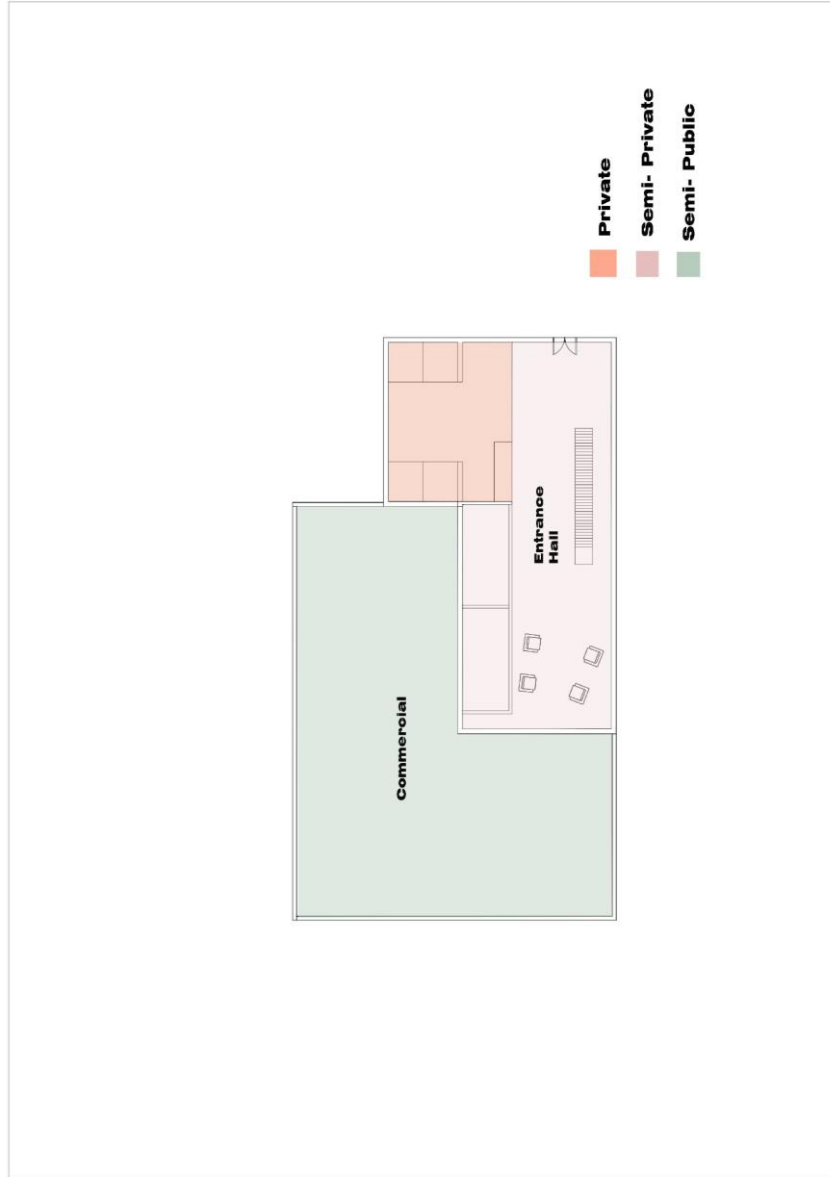 Commercial
Entrance
Hall
Private
Semi- Private
Semi- Public